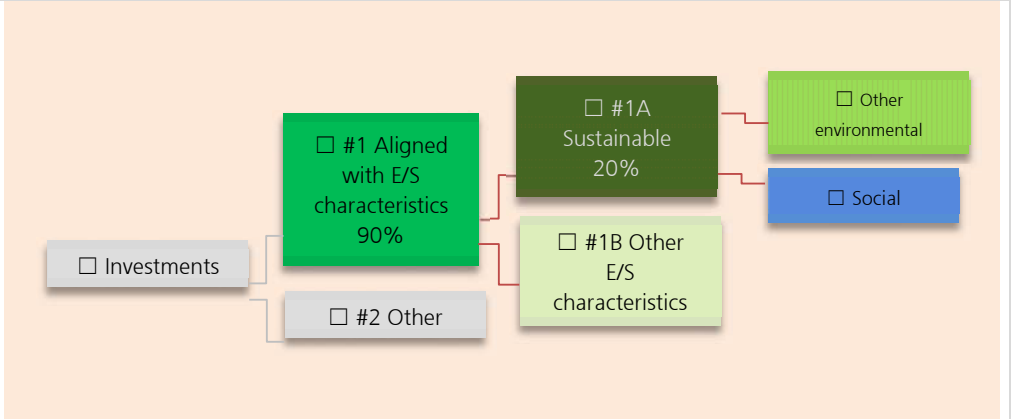 ☐ Investments
☐ #1 Aligned
with E/S
characteristics
90%
☐ #2 Other
☐ #1A
Sustainable
20%
☐ #1B Other
E/S
characteristics
☐ Other
environmental
☐ Social